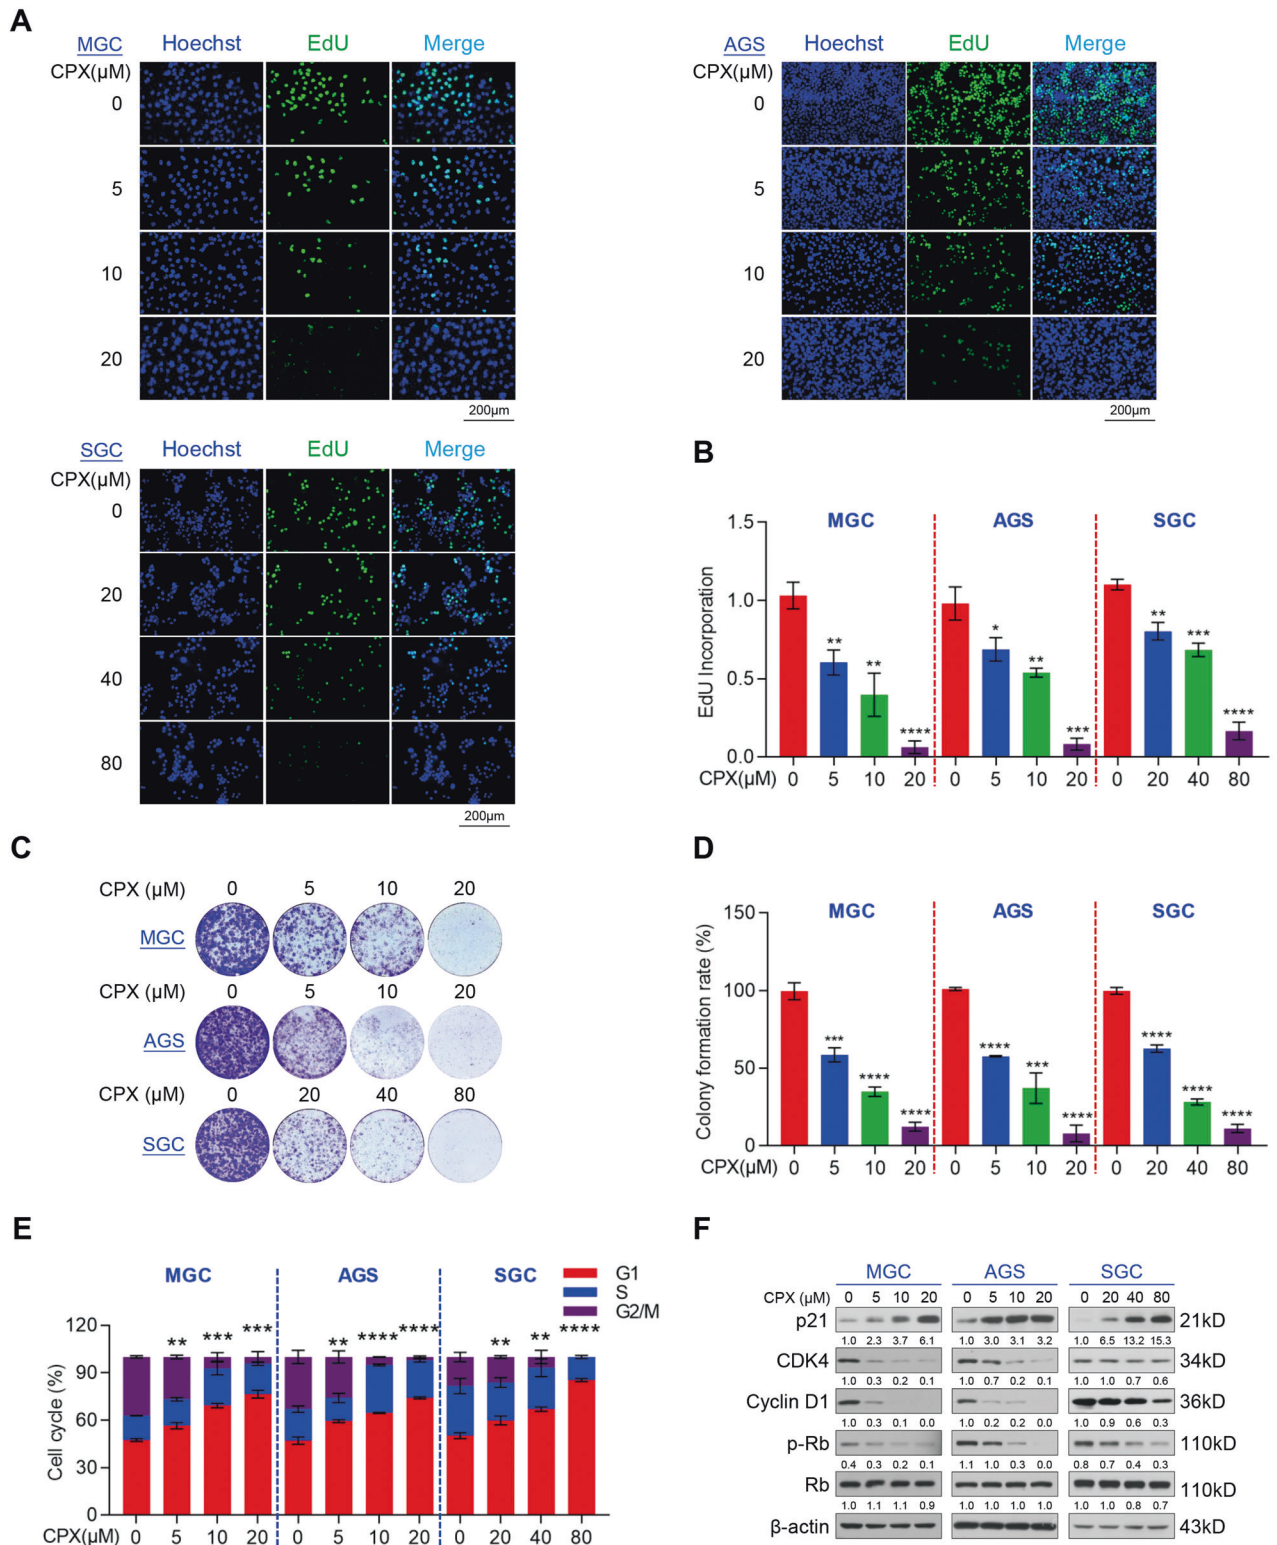 A
MGC Hoechst EdU Merge
CPX(μM)
0
5
10
20
200μm
AGS Hoechst EdU Merge
CPX(μM)
0
5
10
20
200μm
SGC Hoechst EdU Merge
CPX(μM)
0
20
40
80
200μm
B
MGC AGS SGC
EdU Incorporation
1.5
1.0
0.5
0.0
** ** **** * ** *** ** *** ****
CPX(μM) 0 5 10 20 0 5 10 20 0 20 40 80
C
CPX (μM) 0 5 10 20
MGC
CPX (μM) 0 5 10 20
AGS
CPX (μM) 0 20 40 80
SGC
D
MGC AGS SGC
Colony formation rate (%)
150
100
50
0
*** **** **** **** *** **** **** **** ****
CPX(μM) 0 5 10 20 0 5 10 20 0 20 40 80
E
MGC AGS SGC
G1
S
G2/M
Cell cycle (%)
120
90
60
30
0
** *** *** ** **** **** ** ** ****
CPX(μM) 0 5 10 20 0 5 10 20 0 20 40 80
F
MGC AGS SGC
CPX (μM) 0 5 10 20 0 5 10 20 0 20 40 80
p21 21kD
1.0 2.3 3.7 6.1 1.0 3.0 3.1 3.2 1.0 6.5 13.2 15.3
CDK4 34kD
1.0 0.3 0.2 0.1 1.0 0.7 0.2 0.1 1.0 1.0 0.7 0.6
Cyclin D1 36kD
1.0 0.3 0.1 0.0 1.0 0.2 0.2 0.0 1.0 0.9 0.6 0.3
p-Rb 110kD
0.4 0.3 0.2 0.1 1.1 1.0 0.3 0.0 0.8 0.7 0.4 0.3
Rb 110kD
1.0 1.1 1.1 0.9 1.0 1.0 1.0 1.0 1.0 1.0 0.8 0.7
β-actin 43kD